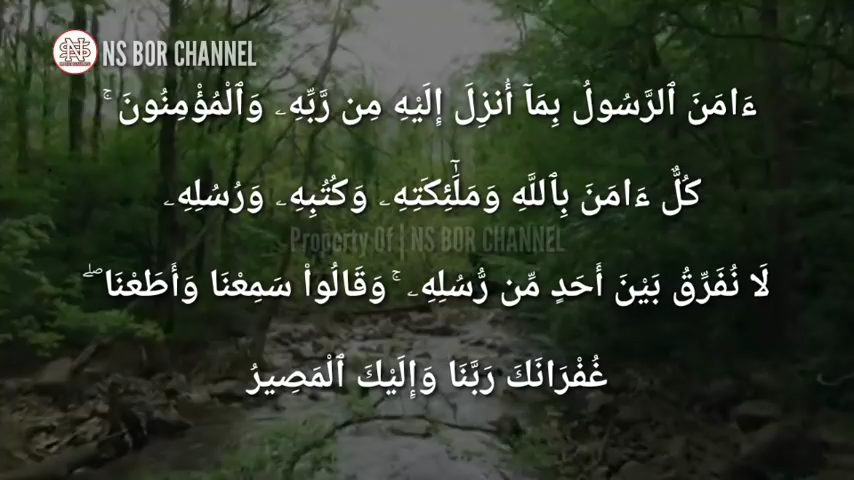 NS BOR CHANNEL
ءَامَنَ ٱلرَّسُولُ بِمَآ أُنزِلَ إِلَيْهِ مِن رَّبِّهِۦ وَٱلْمُؤْمِنُونَ ۚ
كُلٌّ ءَامَنَ بِٱللَّهِ وَمَلَٰٓئِكَتِهِۦ وَكُتُبِهِۦ وَرُسُلِهِۦ
Property Of | NS BOR CHANNEL
لَا نُفَرِّقُ بَيْنَ أَحَدٍ مِّن رُّسُلِهِۦ ۚ وَقَالُوا۟ سَمِعْنَا وَأَطَعْنَا ۖ
غُفْرَانَكَ رَبَّنَا وَإِلَيْكَ ٱلْمَصِيرُ